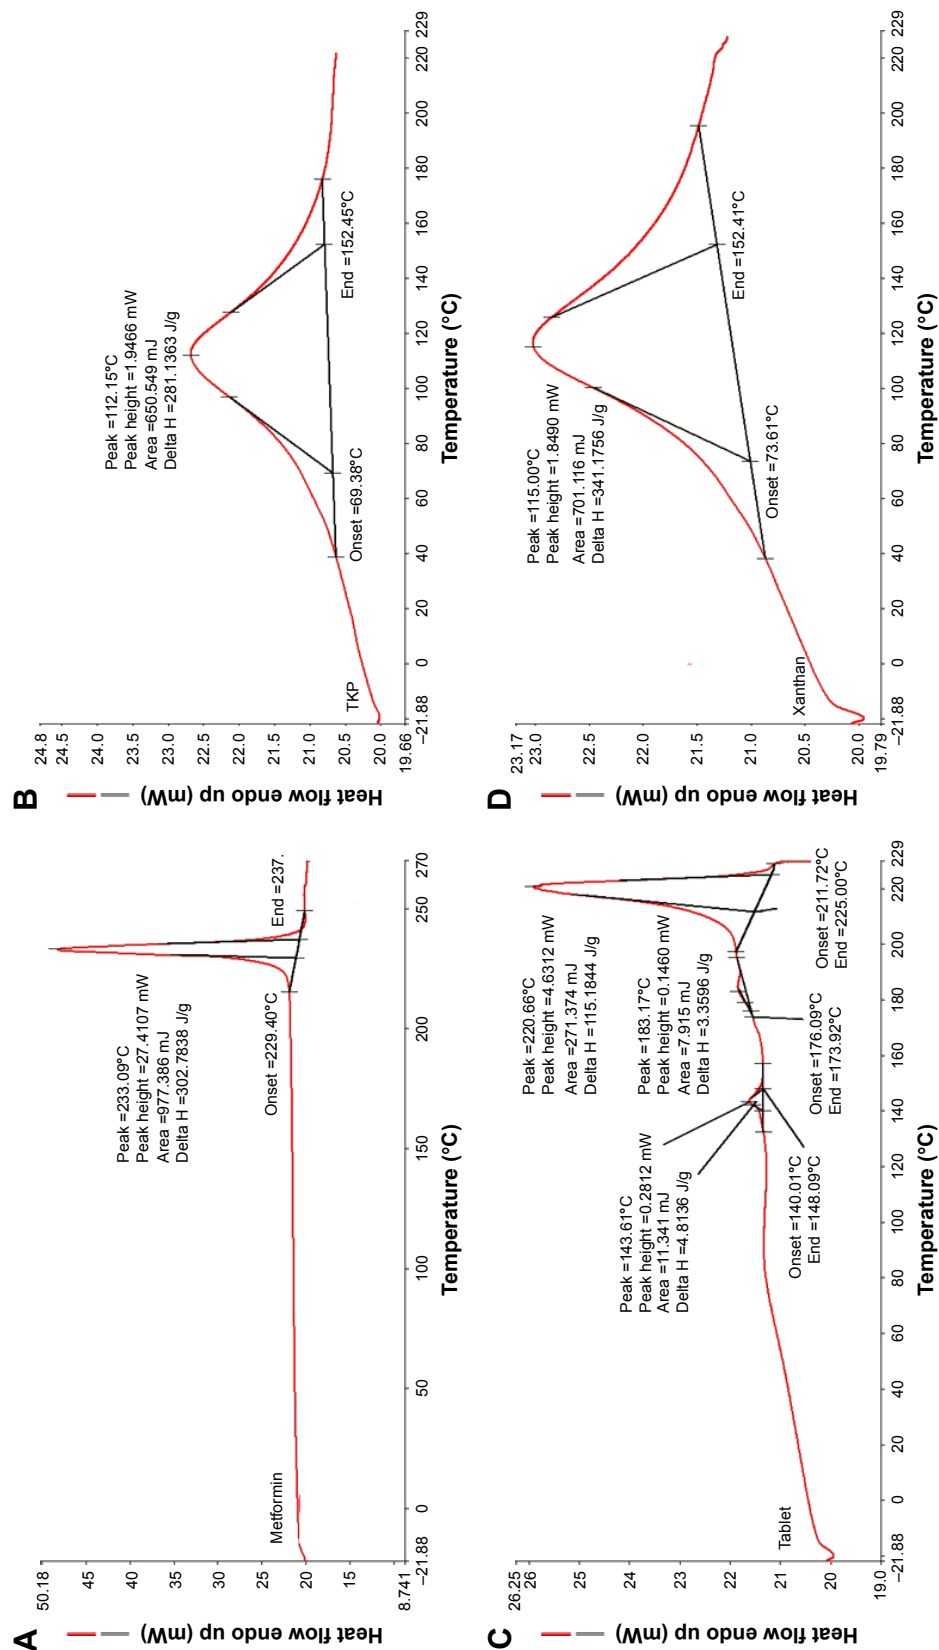 A
Heat flow endo up (mW)
50.18
45
40
35
30
25
20
15
8.741
Metformin
Peak =233.09°C
Peak height =27.4107 mW
Area =977.386 mJ
Delta H =302.7838 J/g
Onset =229.40°C
End =237.
–21.88 0 50 100 150 200 250 270
Temperature (°C)
B
Heat flow endo up (mW)
24.8
24.5
24.0
23.5
23.0
22.5
22.0
21.5
21.0
20.5
20.0
19.66
TKP
Peak =112.15°C
Peak height =1.9466 mW
Area =650.549 mJ
Delta H =281.1363 J/g
Onset =69.38°C
End =152.45°C
–21.88 0 20 40 60 80 100 120 140 160 180 200 220 229
Temperature (°C)
C
Heat flow endo up (mW)
26.25
26
25
24
23
22
21
20
19.0
Tablet
Peak =220.66°C
Peak height =4.6312 mW
Area =271.374 mJ
Delta H =115.1844 J/g
Peak =183.17°C
Peak height =0.1460 mW
Area =7.915 mJ
Delta H =3.3596 J/g
Peak =143.61°C
Peak height =0.2812 mW
Area =11.341 mJ
Delta H =4.8136 J/g
Onset =140.01°C
End =148.09°C
Onset =176.09°C
End =173.92°C
Onset =211.72°C
End =225.00°C
–21.88 0 20 40 60 80 100 120 140 160 180 200 220 229
Temperature (°C)
D
Heat flow endo up (mW)
23.17
23.0
22.5
22.0
21.5
21.0
20.5
20.0
19.79
Xanthan
Peak =115.00°C
Peak height =1.8490 mW
Area =701.116 mJ
Delta H =341.1756 J/g
Onset =73.61°C
End =152.41°C
–21.88 0 20 40 60 80 100 120 140 160 180 200 220 229
Temperature (°C)